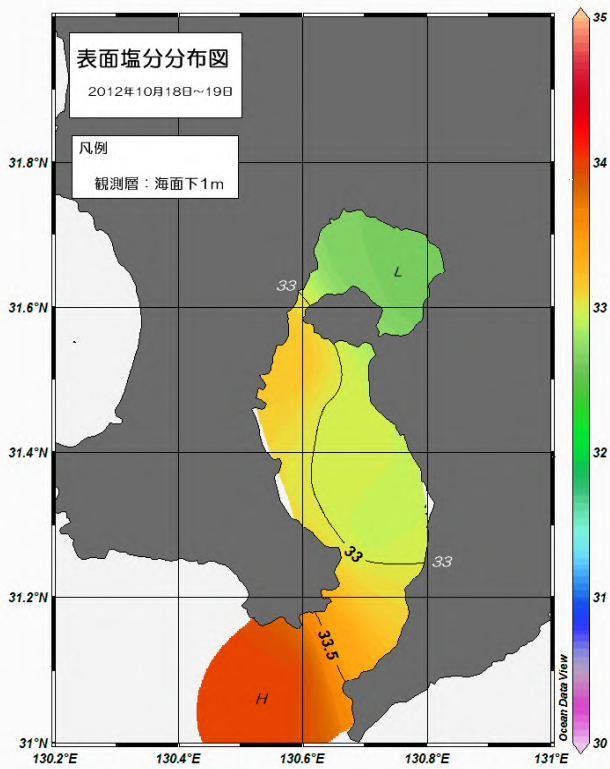 表面塩分分布図
2012年10月18日～19日
凡例
観測層：海面下1m
35
34
33
32
31
30
31.8°N
31.6°N
31.4°N
31.2°N
31°N
L
33
33
33
33.5
H
130.2°E
130.4°E
130.6°E
130.8°E
131°E
Ocean Data View